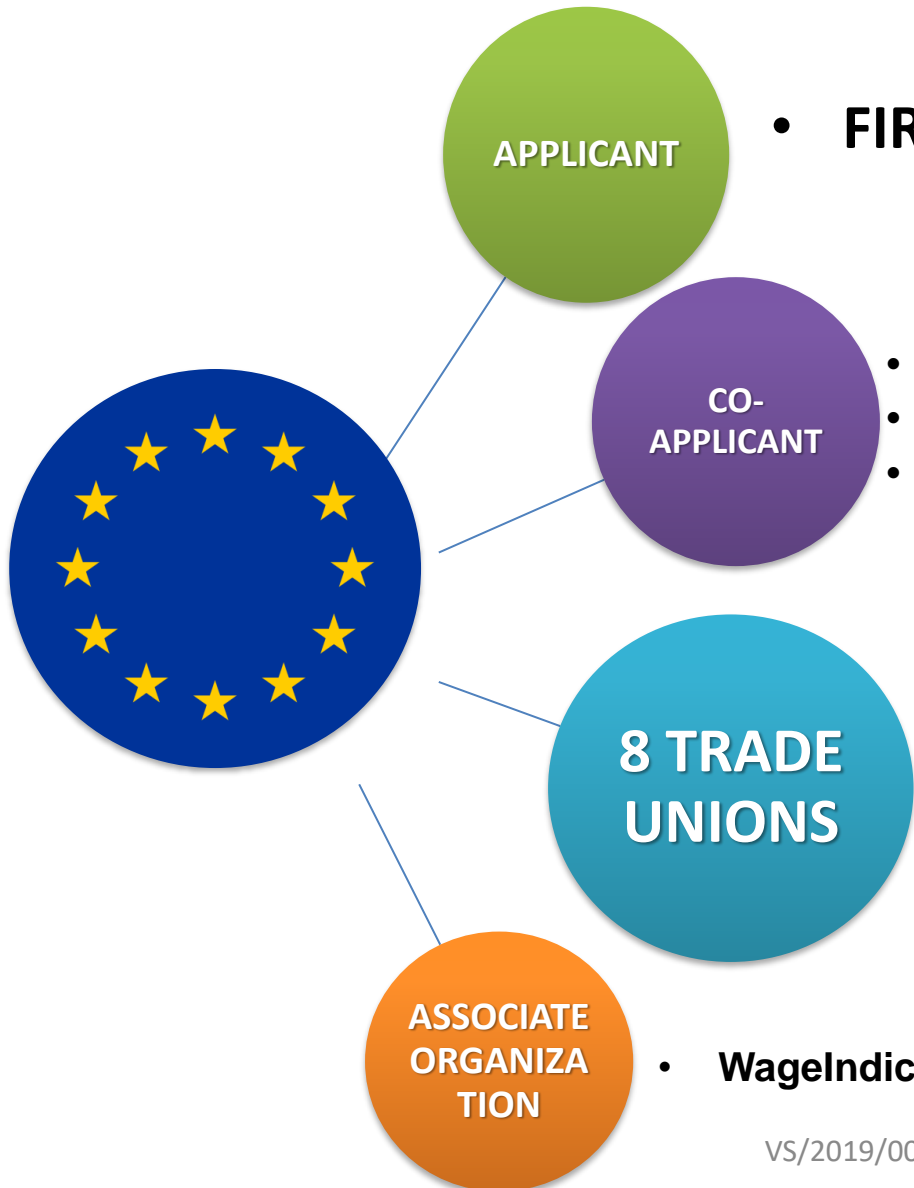 APPLICANT
• FIR
CO-
APPLICANT
•
•
•
8 TRADE
UNIONS
ASSOCIATE
ORGANIZA
TION
• WageIndic
VS/2019/00